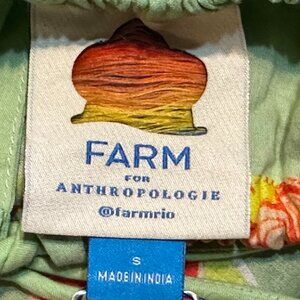 FARM
FOR
ANTHROPOLOGIE
@farmrio
S
MADE IN INDIA